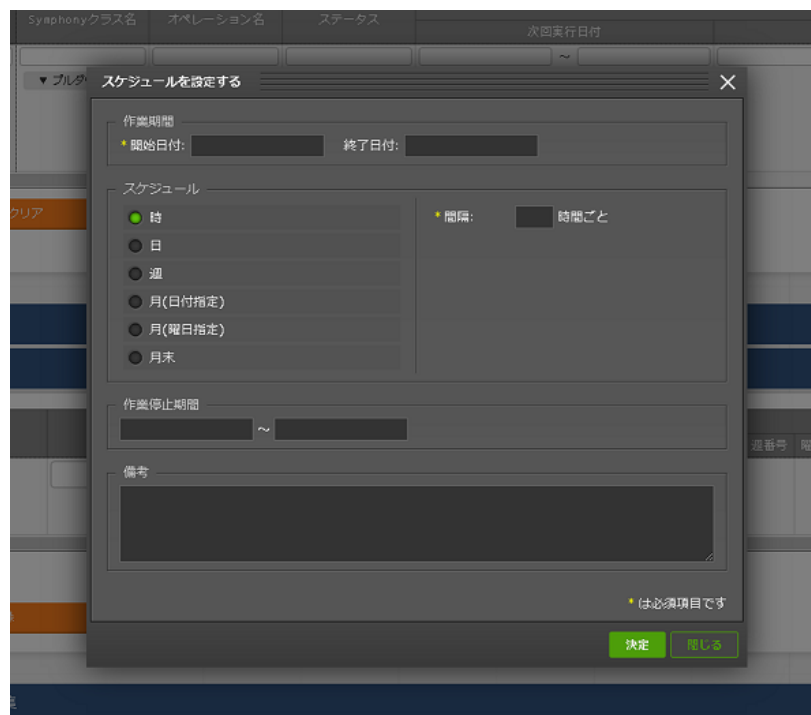 Symphonyクラス名 オペレーション名 ステータス
次回実行日付
～
▼ プルダ
スケジュールを設定する
作業期間
* 開始日付: 終了日付:
スケジュール
クリア
時 * 間隔: 時間ごと
日
週
月(日付指定)
月(曜日指定)
月末
作業停止期間
～
週番号 曜
備考
* は必須項目です
決定 閉じる